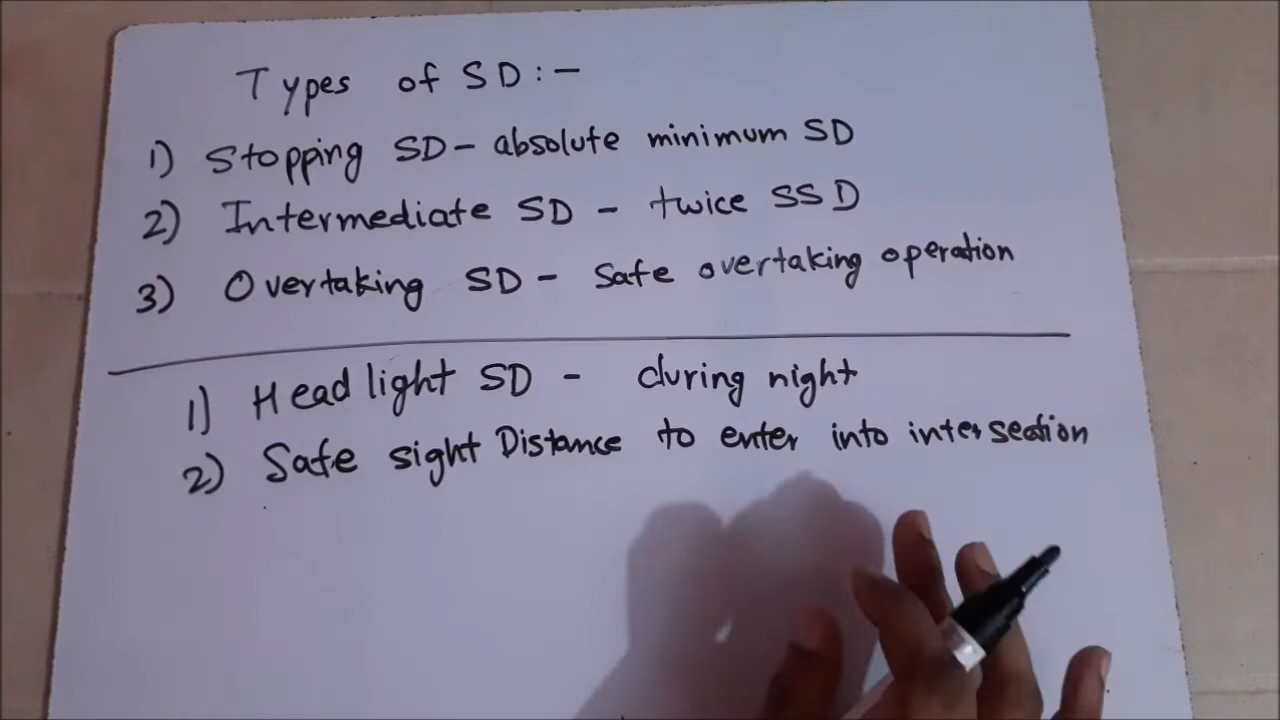 Types of SD:-
1) Stopping SD - absolute minimum SD
2) Intermediate SD - twice SSD
3) Overtaking SD - Safe overtaking operation
1) Head light SD - during night
2) Safe sight Distance to enter into intersection